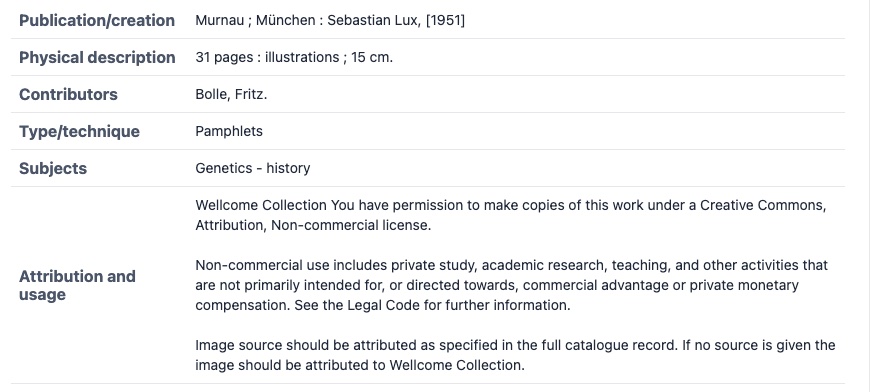 Publication/creation Murnau ; München : Sebastian Lux, [1951]
Physical description 31 pages : illustrations ; 15 cm.
Contributors Bolle, Fritz.
Type/technique Pamphlets
Subjects Genetics - history
Attribution and
usage
Wellcome Collection You have permission to make copies of this work under a Creative Commons,
Attribution, Non-commercial license.
Non-commercial use includes private study, academic research, teaching, and other activities that
are not primarily intended for, or directed towards, commercial advantage or private monetary
compensation. See the Legal Code for further information.
Image source should be attributed as specified in the full catalogue record. If no source is given the
image should be attributed to Wellcome Collection.